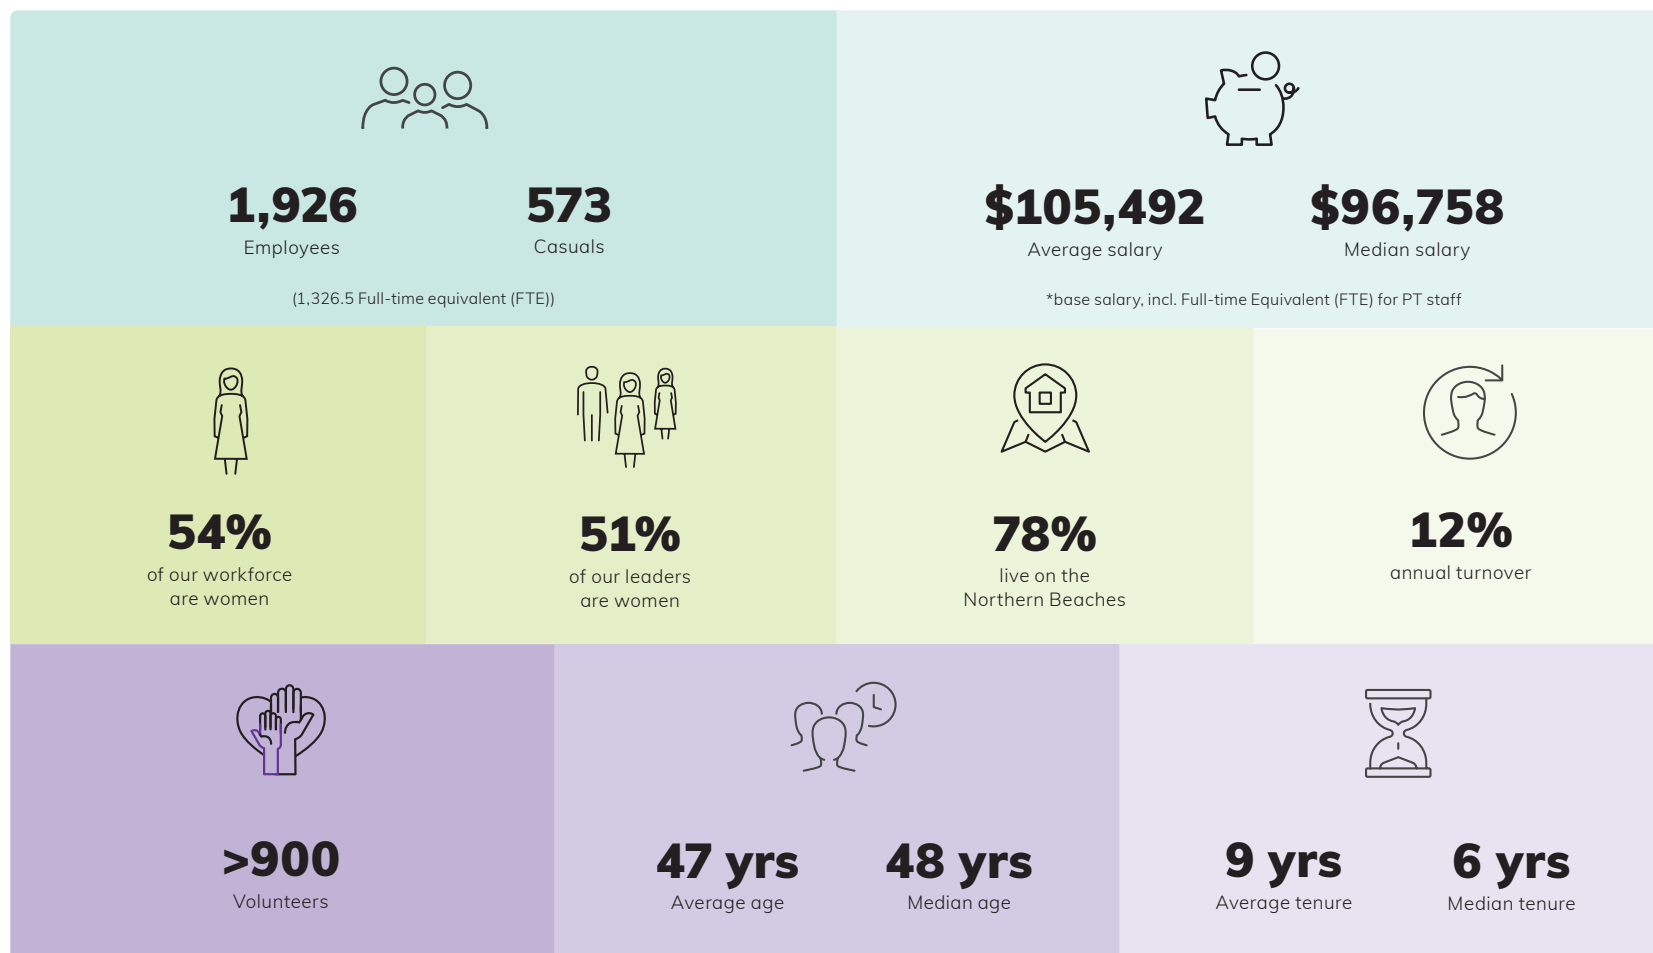 1,926
Employees
573
Casuals
(1,326.5 Full-time equivalent (FTE))
$105,492
Average salary
$96,758
Median salary
*base salary, incl. Full-time Equivalent (FTE) for PT staff
54%
of our workforce
are women
51%
of our leaders
are women
78%
live on the
Northern Beaches
12%
annual turnover
>900
Volunteers
47 yrs
Average age
48 yrs
Median age
9 yrs
Average tenure
6 yrs
Median tenure